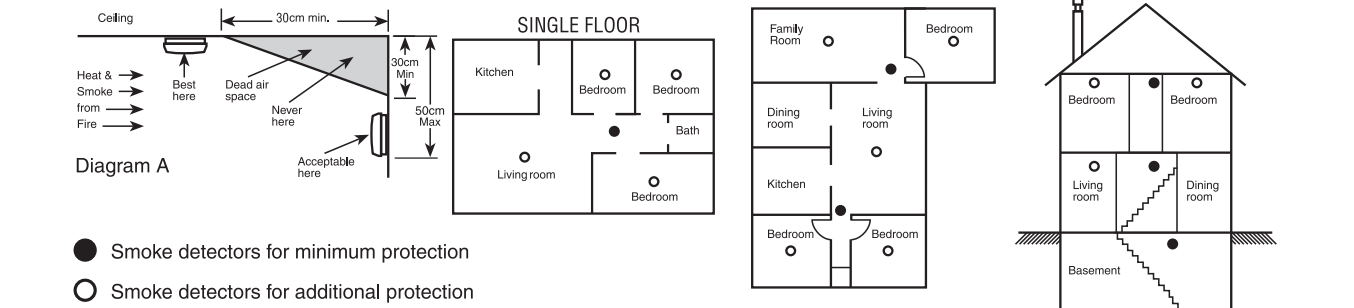 Ceiling
30cm min.
30cm
Min
50cm
Max
Heat &
Smoke
from
Fire
Best
here
Dead air
space
Never
here
Acceptable
here
Diagram A
SINGLE FLOOR
Kitchen
Bedroom
Bedroom
Bath
Living room
Bedroom
Family
Room
Bedroom
Dining
room
Living
room
Kitchen
Bedroom
Bedroom
Bedroom
Bedroom
Living
room
Dining
room
Basement
Smoke detectors for minimum protection
Smoke detectors for additional protection